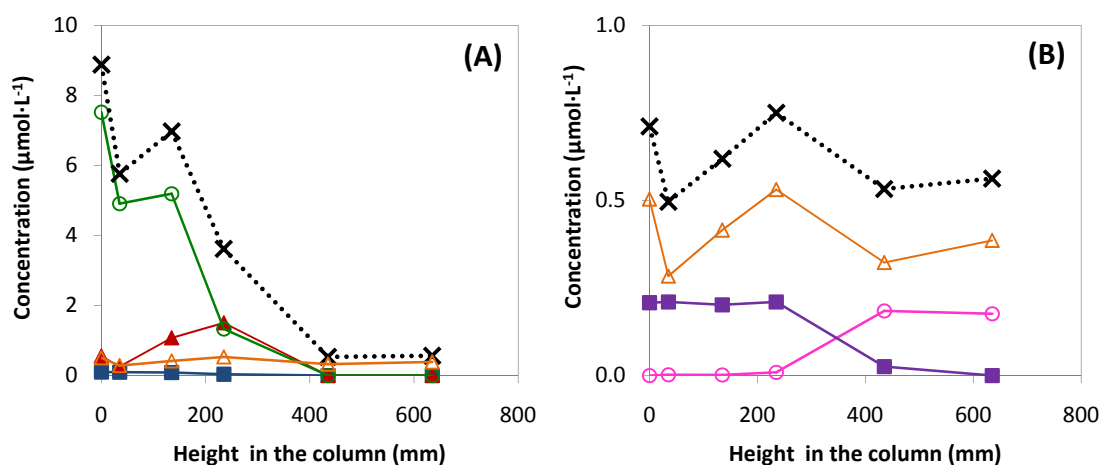 (A)
Concentration (µmol·L⁻¹)
10
8
6
4
2
0
0 200 400 600 800
Height in the column (mm)
(B)
Concentration (µmol·L⁻¹)
1.0
0.5
0.0
0 200 400 600 800
Height in the column (mm)